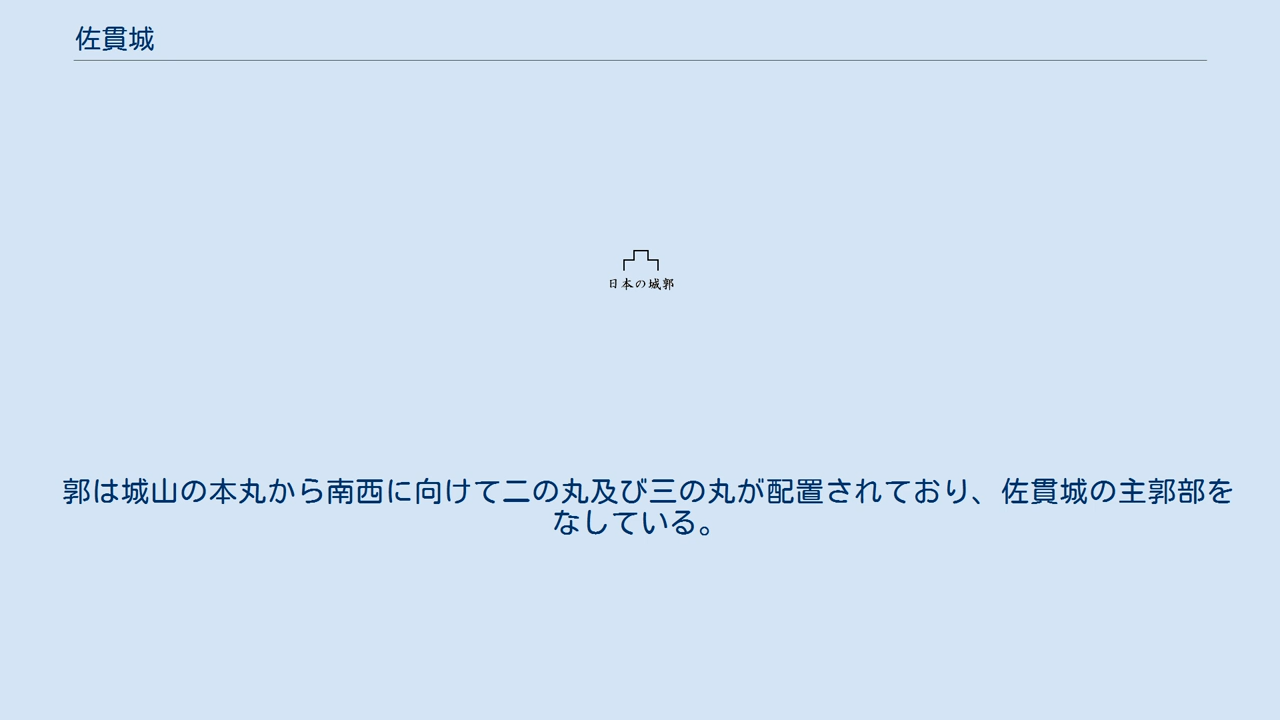 佐貫城
日本の城郭
郭は城山の本丸から南西に向けて二の丸及び三の丸が配置されており、佐貫城の主郭部を
なしている。